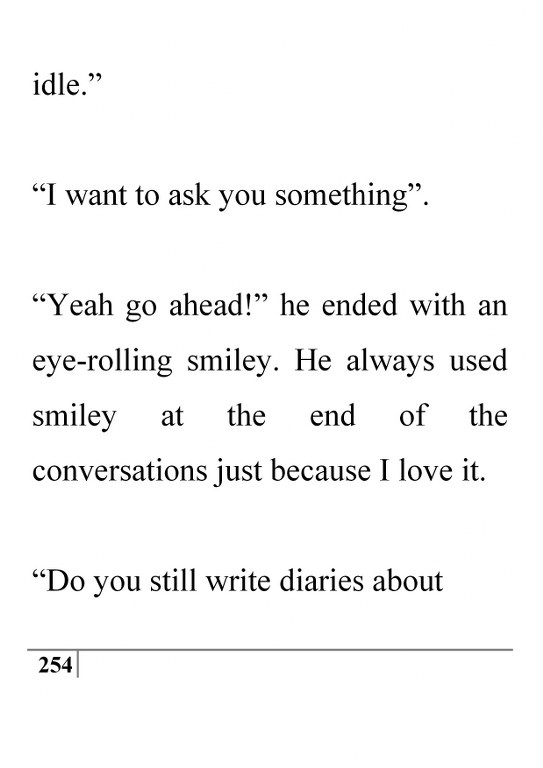 idle.”
“I want to ask you something”.
“Yeah go ahead!” he ended with an
eye-rolling smiley. He always used
smiley at the end of the
conversations just because I love it.
“Do you still write diaries about
254